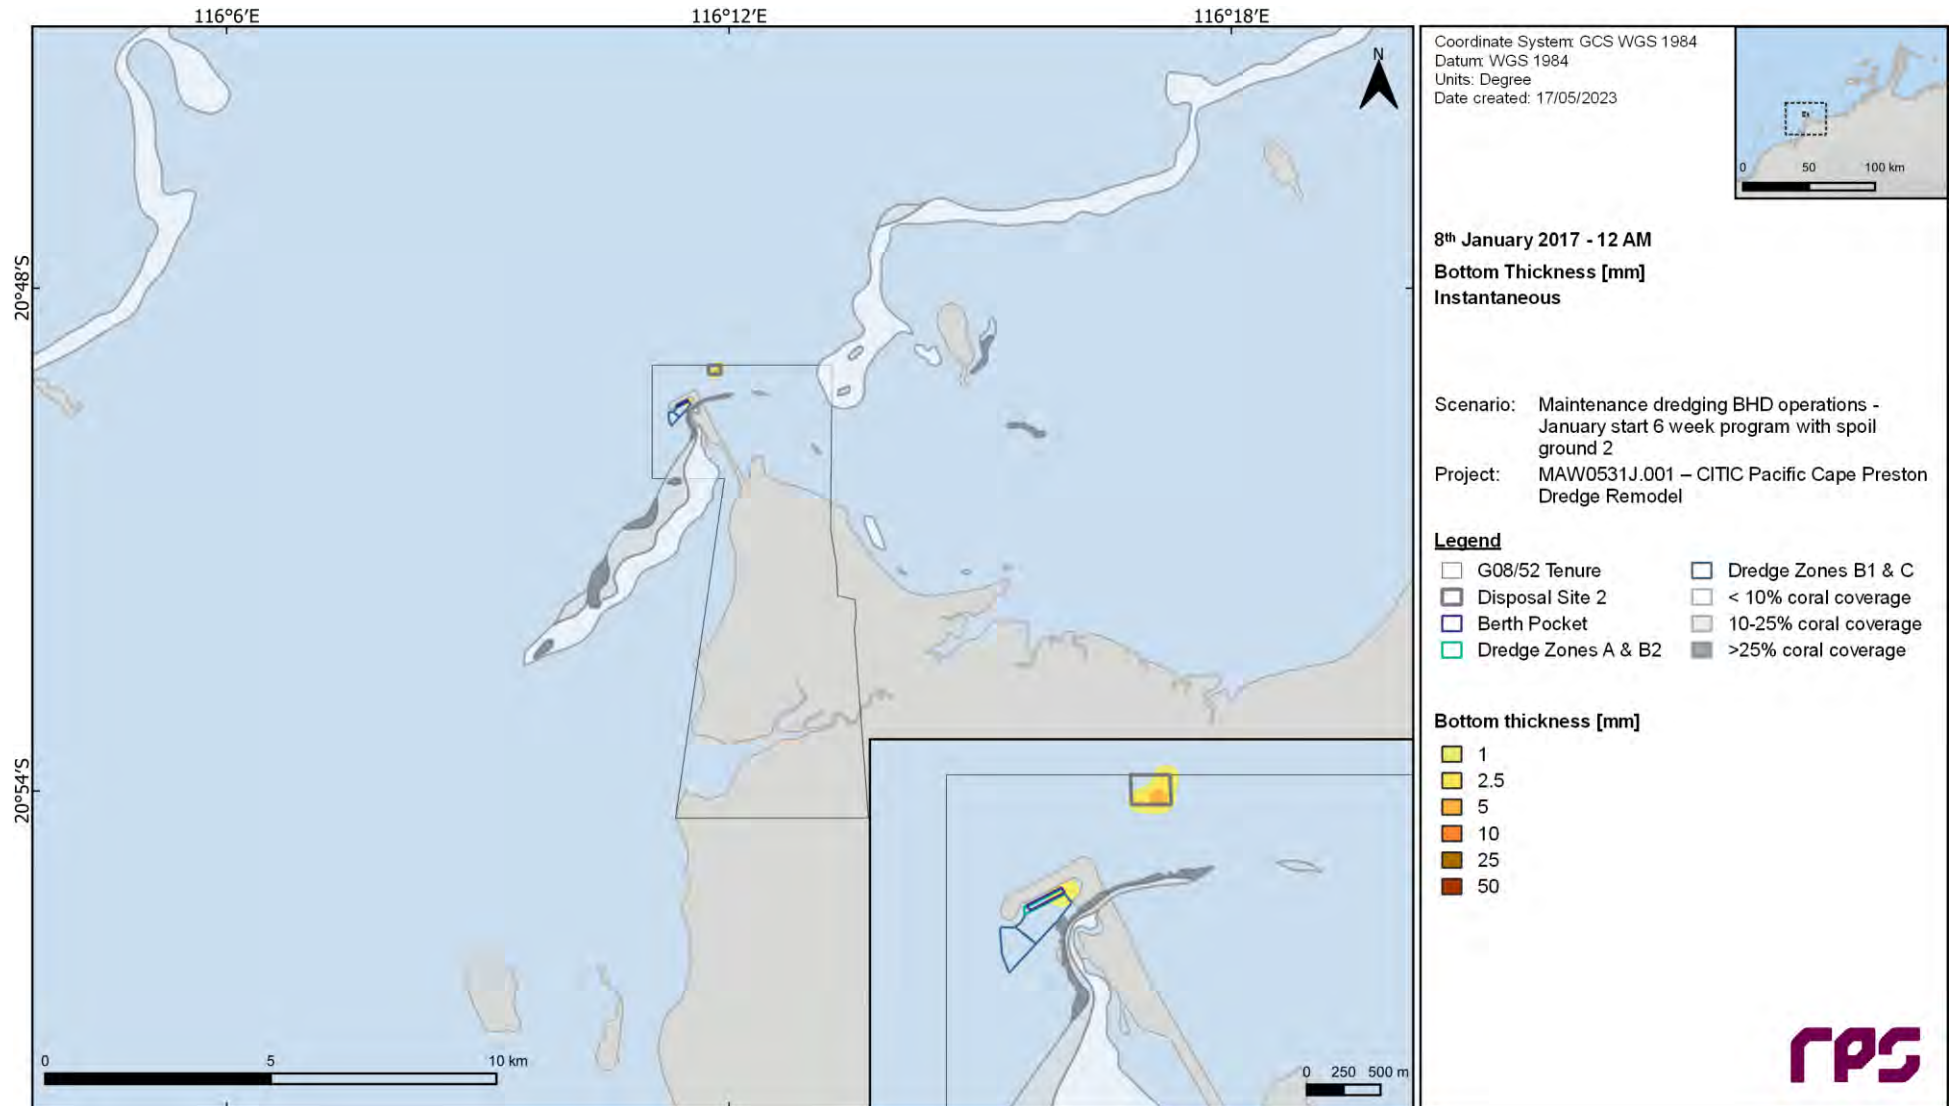 116°6'E 116°12'E 116°18'E
20°48'S
20°54'S
N
0 5 10 km
0 250 500 m
Coordinate System: GCS WGS 1984
Datum: WGS 1984
Units: Degree
Date created: 17/05/2023
0 50 100 km
8th January 2017 - 12 AM
Bottom Thickness [mm]
Instantaneous
Scenario: Maintenance dredging BHD operations -
January start 6 week program with spoil
ground 2
Project: MAW0531J.001 – CITIC Pacific Cape Preston
Dredge Remodel
Legend
G08/52 Tenure
Disposal Site 2
Berth Pocket
Dredge Zones A & B2
Dredge Zones B1 & C
< 10% coral coverage
10-25% coral coverage
>25% coral coverage
Bottom thickness [mm]
1
2.5
5
10
25
50
rps